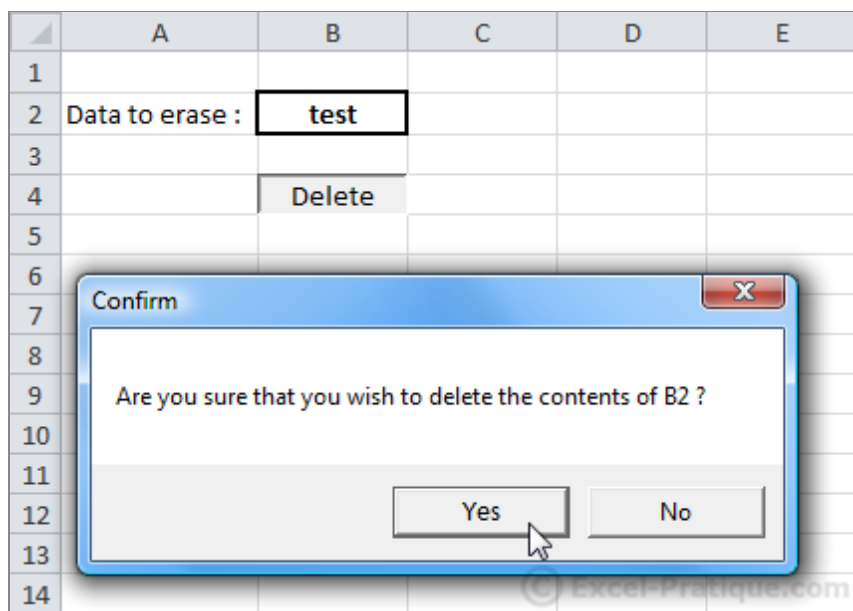 A B C D E
1
2 Data to erase : test
3
4 Delete
5
6
7 Confirm
8
9 Are you sure that you wish to delete the contents of B2 ?
10
11
12 Yes No
13
14 © Excel-Pratique.com